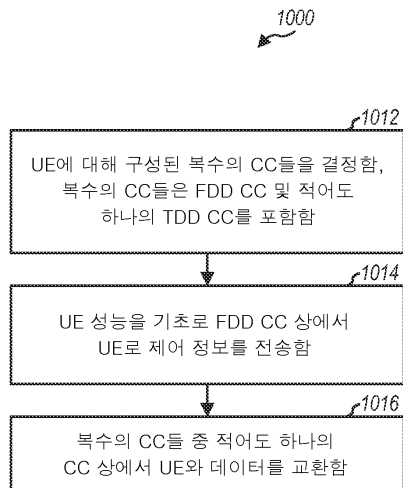 1000
1012
UE에 대해 구성된 복수의 CC들을 결정함,
복수의 CC들은 FDD CC 및 적어도
하나의 TDD CC를 포함함
1014
UE 성능을 기초로 FDD CC 상에서
UE로 제어 정보를 전송함
1016
복수의 CC들 중 적어도 하나의
CC 상에서 UE와 데이터를 교환함